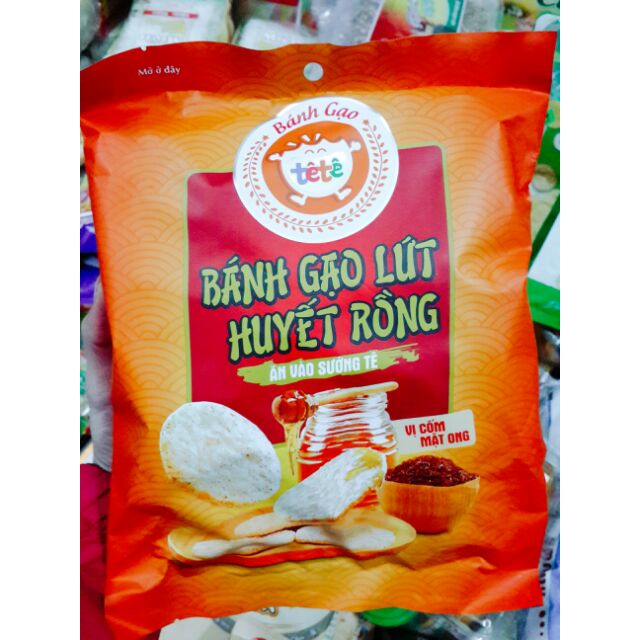 Mở ở đây
Bánh Gạo
têtê
BÁNH GẠO LỨT
HUYẾT RỒNG
ĂN VÀO SƯỚNG TÊ
VỊ CỐM
MẬT ONG